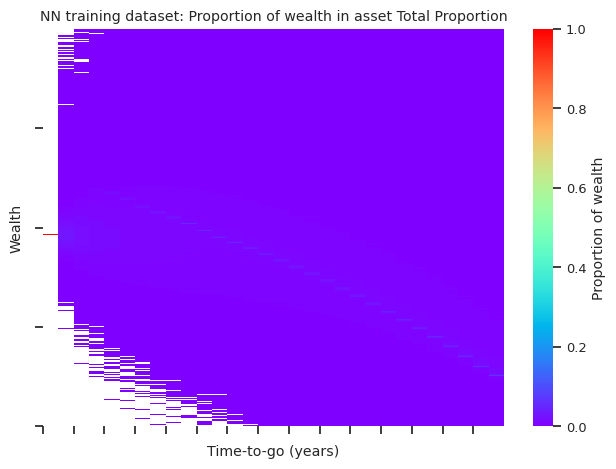 NN training dataset: Proportion of wealth in asset Total Proportion
Wealth
Time-to-go (years)
1.0
0.8
0.6
0.4
0.2
0.0
Proportion of wealth